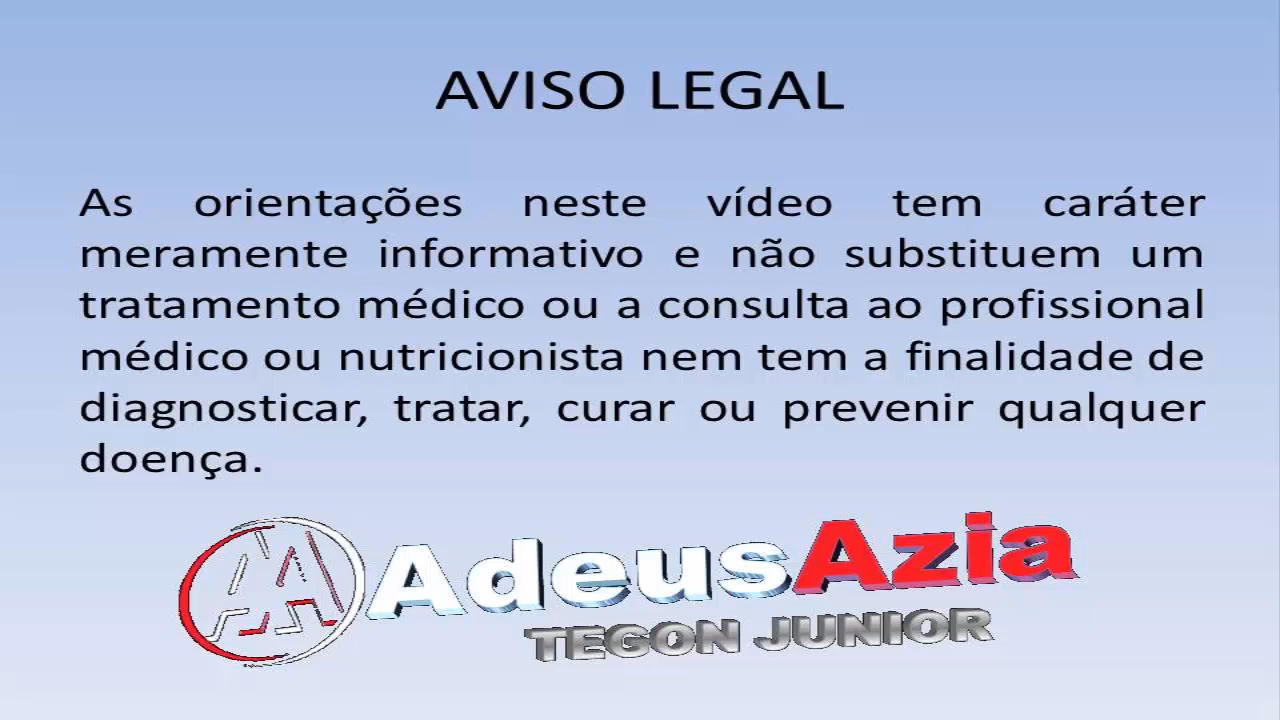 AVISO LEGAL
As orientações neste vídeo tem caráter
meramente informativo e não substituem um
tratamento médico ou a consulta ao profissional
médico ou nutricionista nem tem a finalidade de
diagnosticar, tratar, curar ou prevenir qualquer
doença.
AdeusAzia
TEGON JUNIOR